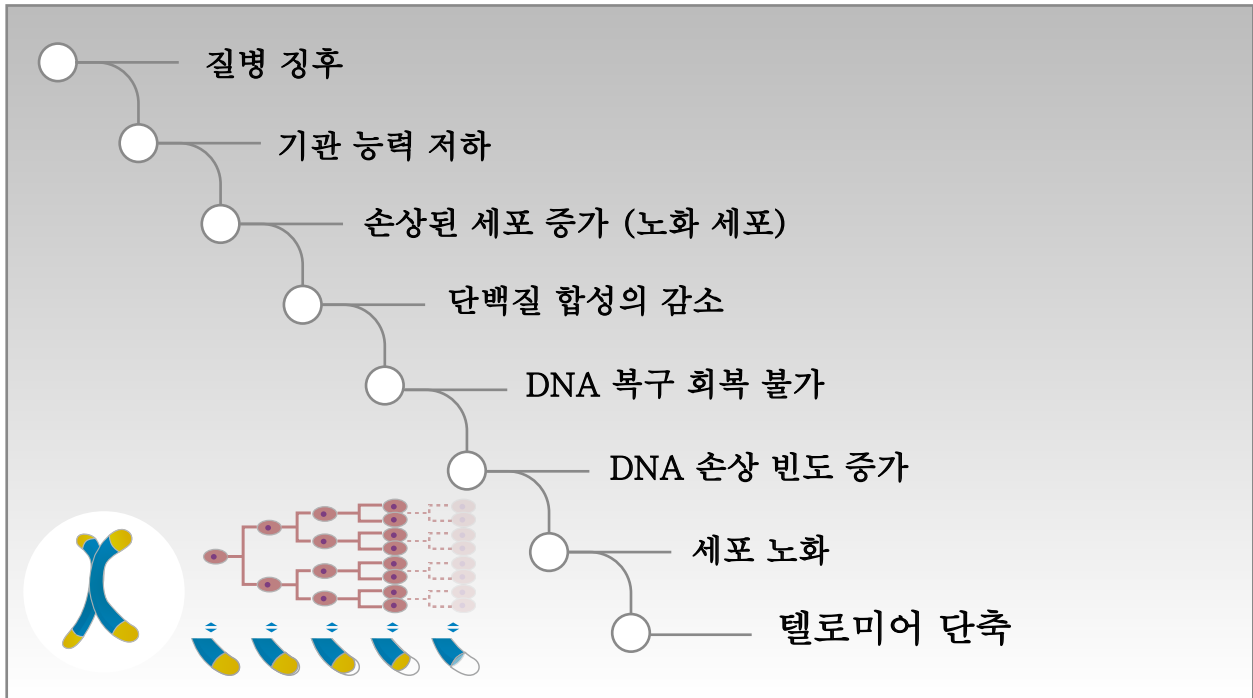 질병 징후
기관 능력 저하
손상된 세포 증가 (노화 세포)
단백질 합성의 감소
DNA 복구 회복 불가
DNA 손상 빈도 증가
세포 노화
텔로미어 단축